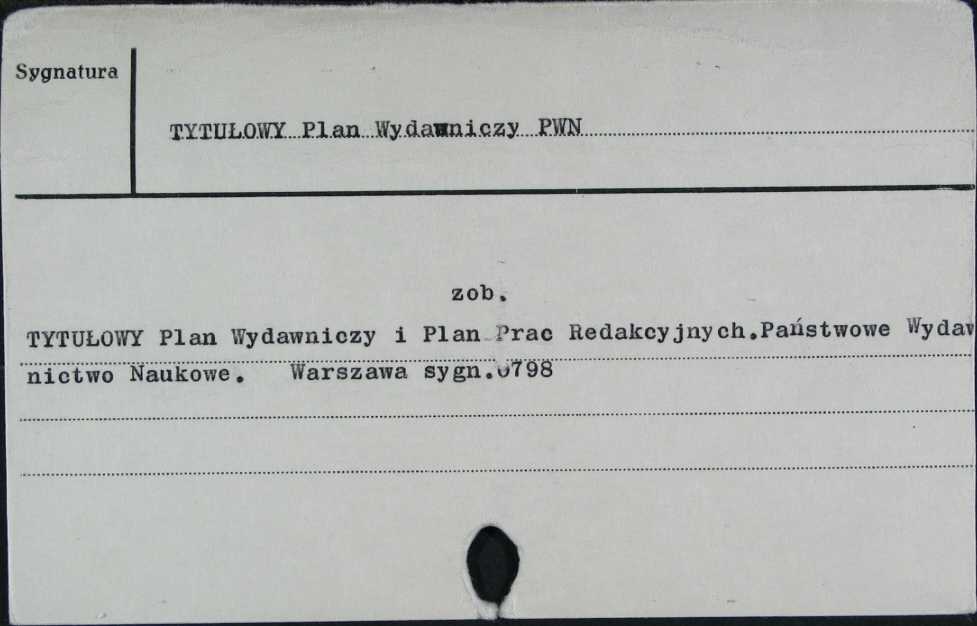 Sygnatura
TYTUŁOWY Plan Wydawniczy PWN
zob.
TYTUŁOWY Plan Wydawniczy i Plan Prac Redakcyjnych.Państwowe Wydaw
nictwo Naukowe. Warszawa sygn.